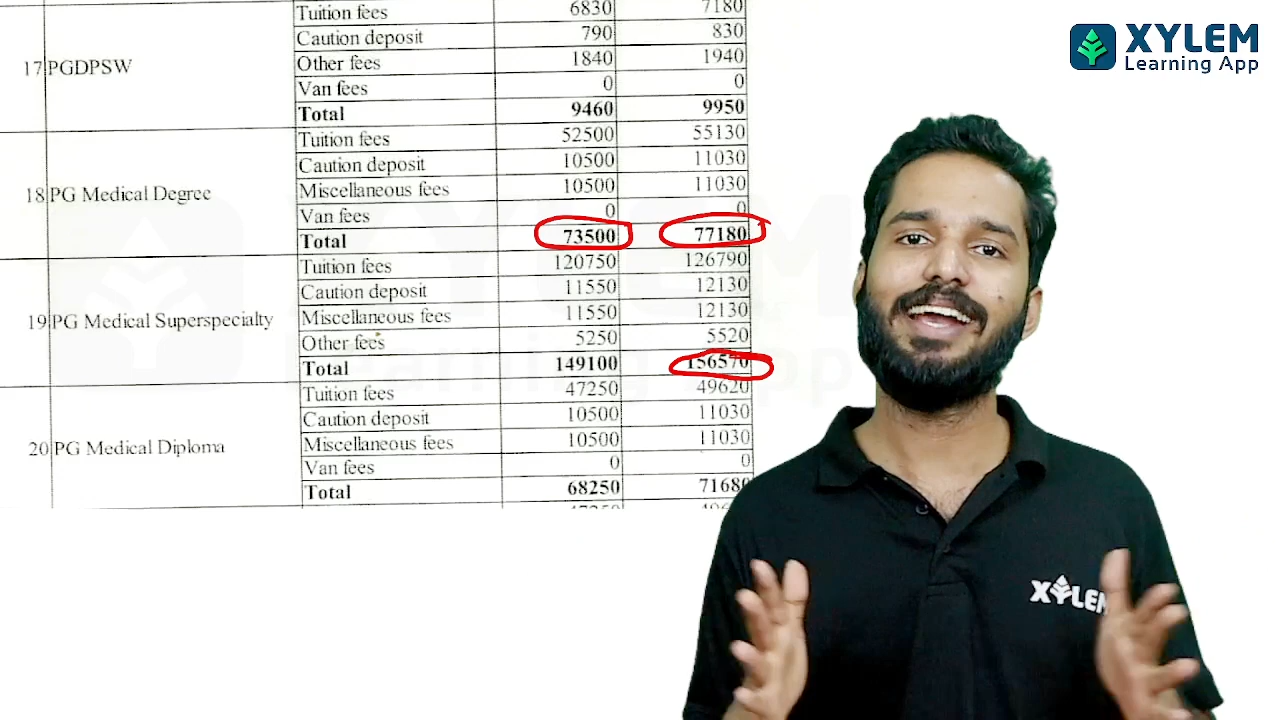 Tuition fees 6830 7180
Caution deposit 790 830
17 PGDPSW Other fees 1840 1940
Van fees 0 0
Total 9460 9950
Tuition fees 52500 55130
Caution deposit 10500 11030
18 PG Medical Degree Miscellaneous fees 10500 11030
Van fees 0 0
Total 73500 77180
Tuition fees 120750 126790
Caution deposit 11550 12130
19 PG Medical Superspecialty Miscellaneous fees 11550 12130
Other fees 5250 5520
Total 149100 156570
Tuition fees 47250 49620
Caution deposit 10500 11030
20 PG Medical Diploma Miscellaneous fees 10500 11030
Van fees 0 0
Total 68250 71680
XYLEM
Learning App
XYLEM
XYLEM
Learning App